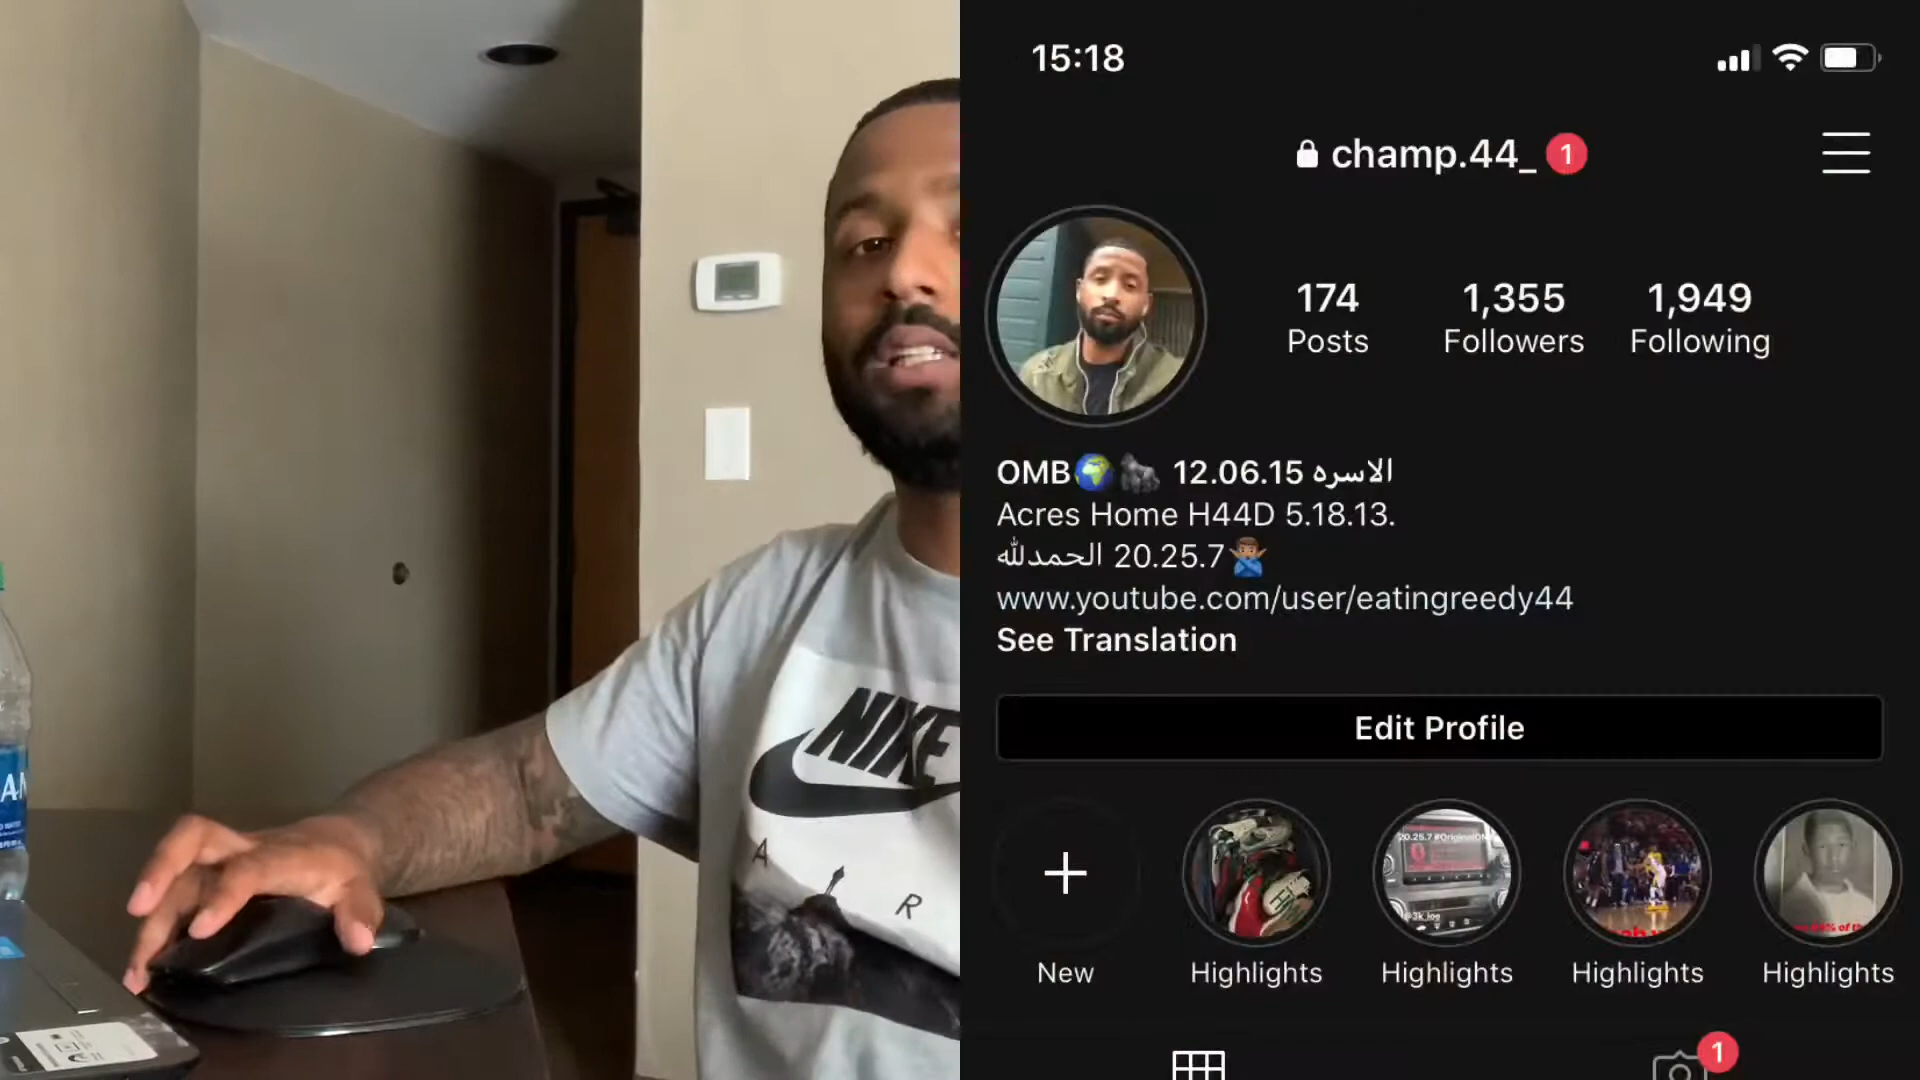 15:18
champ.44_ 1
174 1,355 1,949
Posts Followers Following
OMB🌍🦍 12.06.15 الاسره
Acres Home H44D 5.18.13.
الحمدلله 20.25.7🙅🏾‍♂️
www.youtube.com/user/eatingreedy44
See Translation
Edit Profile
New Highlights Highlights Highlights Highlights
1
NIKE
A I R